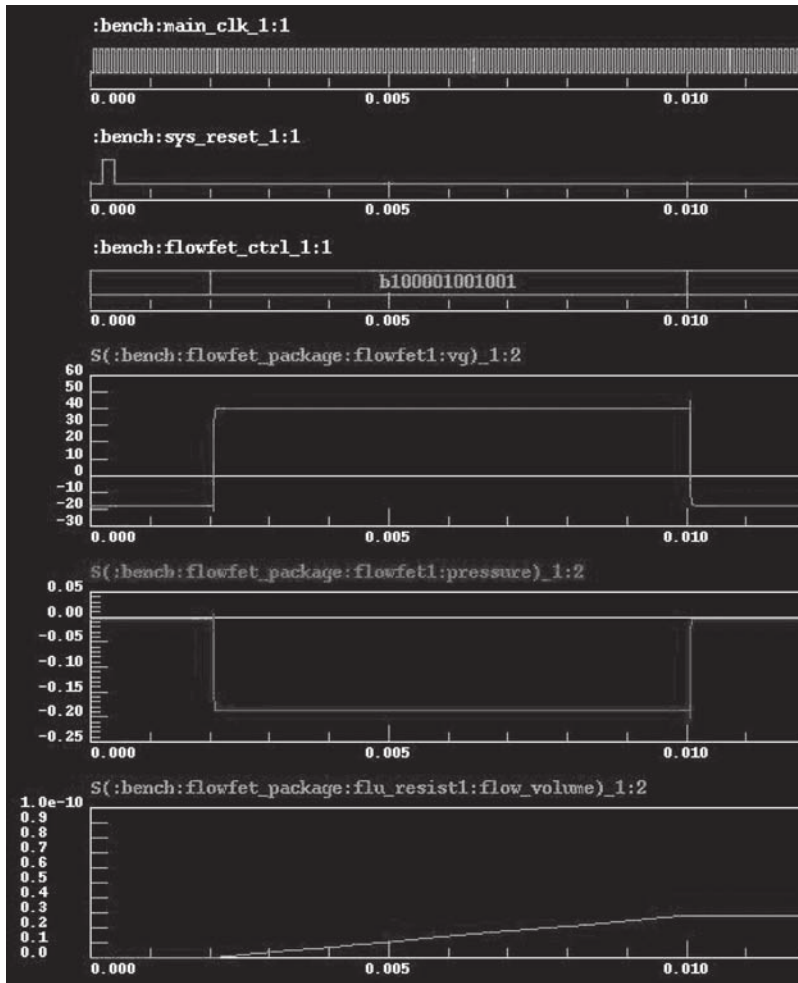 :bench:main_clk_1:1
0.000 0.005 0.010
:bench:sys_reset_1:1
0.000 0.005 0.010
:bench:flowfet_ctrl_1:1
b100001001001
0.000 0.005 0.010
S(:bench:flowfet_package:flowfet1:vg)_1:2
60
50
40
30
20
10
0
-10
-20
-30
0.000 0.005 0.010
S(:bench:flowfet_package:flowfet1:pressure)_1:2
0.05
0.00
-0.05
-0.10
-0.15
-0.20
-0.25
0.000 0.005 0.010
S(:bench:flowfet_package:flu_resist1:flow_volume)_1:2
1.0e-10
0.9
0.8
0.7
0.6
0.5
0.4
0.3
0.2
0.1
0.0
0.000 0.005 0.010